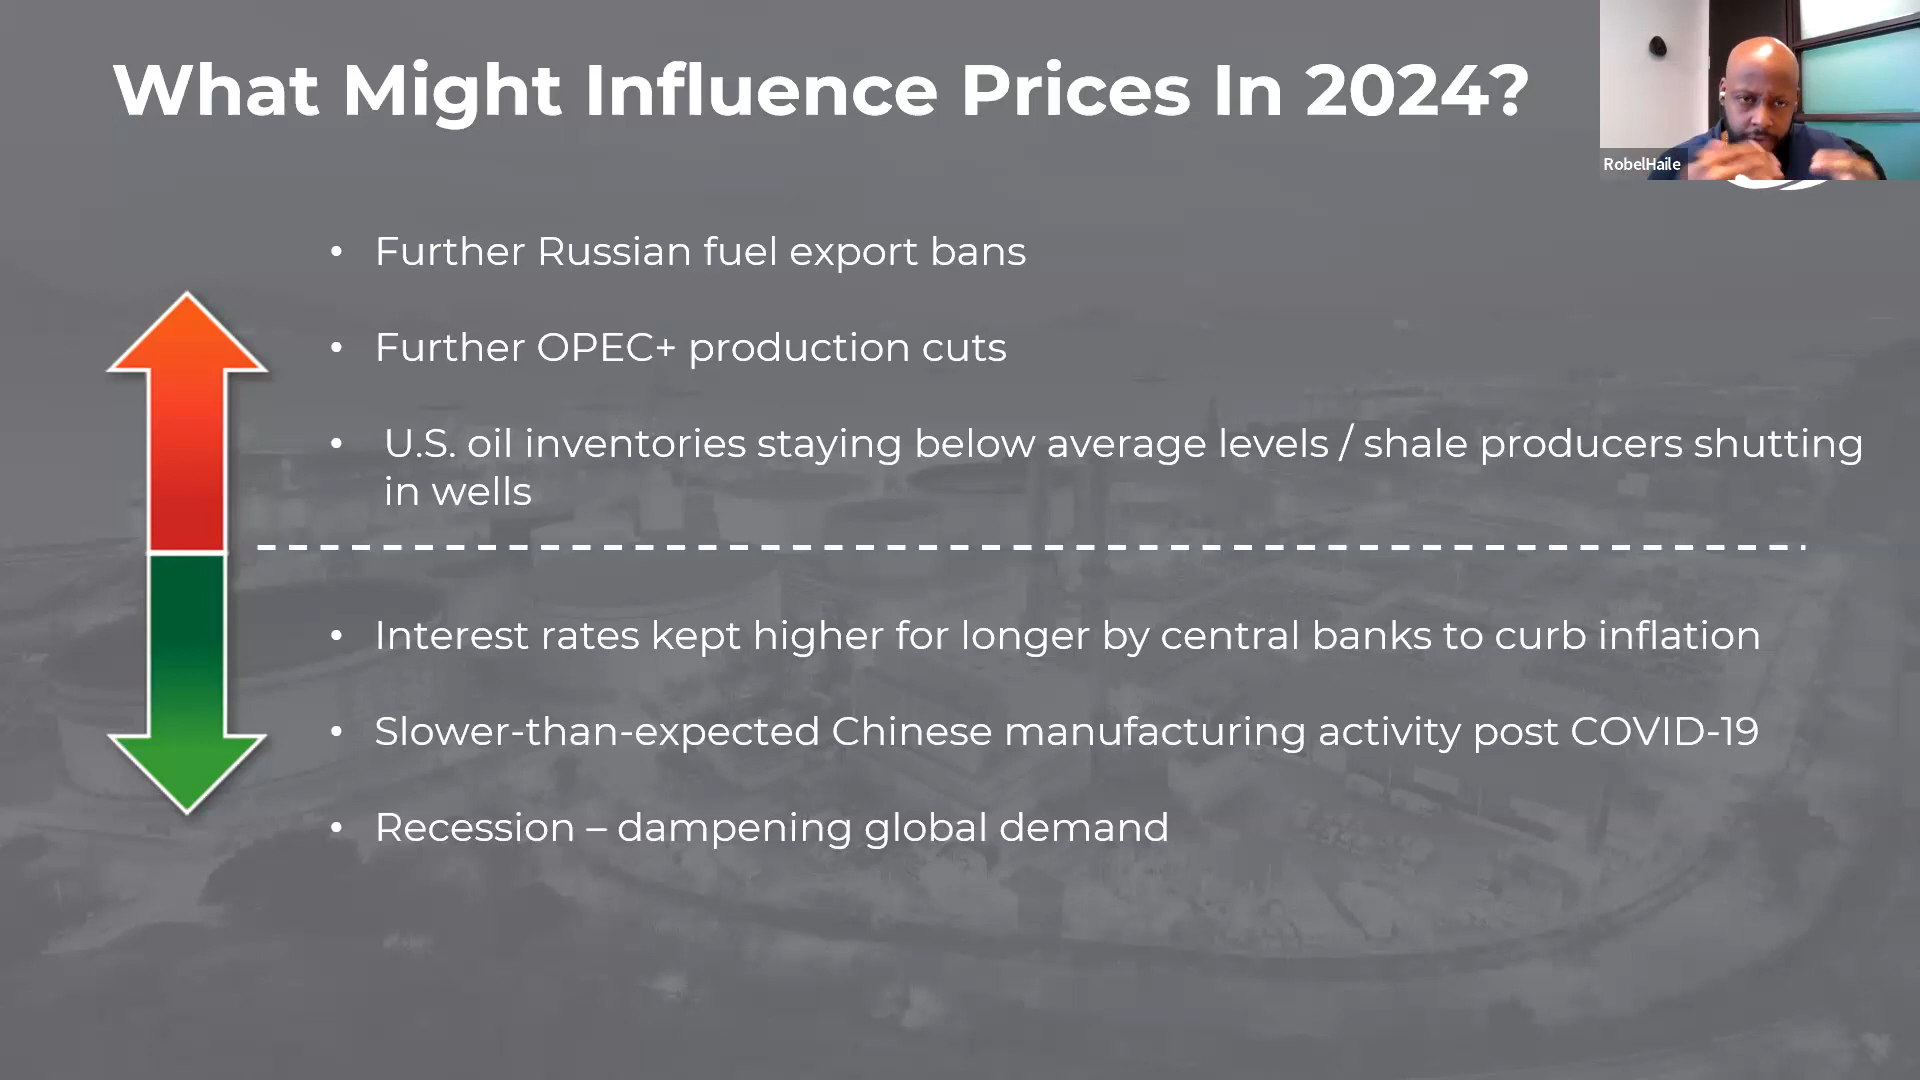 What Might Influence Prices In 2024?
RobelHaile
• Further Russian fuel export bans
• Further OPEC+ production cuts
• U.S. oil inventories staying below average levels / shale producers shutting
in wells
• Interest rates kept higher for longer by central banks to curb inflation
• Slower-than-expected Chinese manufacturing activity post COVID-19
• Recession – dampening global demand